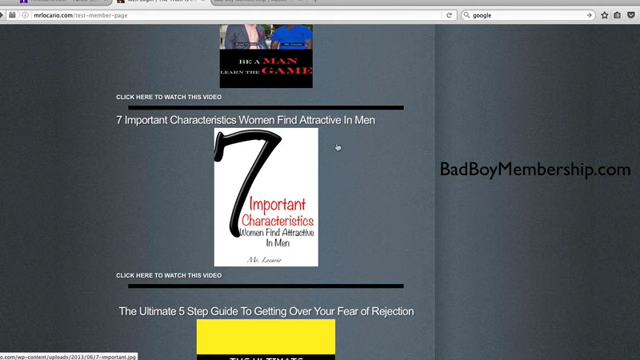 mrlocario.com/test-member-page
google
BE A MAN
LEARN THE GAME
CLICK HERE TO WATCH THIS VIDEO
7 Important Characteristics Women Find Attractive In Men
BadBoyMembership.com
7
Important
Characteristics
Women Find Attractive
In Men
Mr. Locario
CLICK HERE TO WATCH THIS VIDEO
The Ultimate 5 Step Guide To Getting Over Your Fear of Rejection
.com/wp-content/uploads/2013/06/7-important.jpg